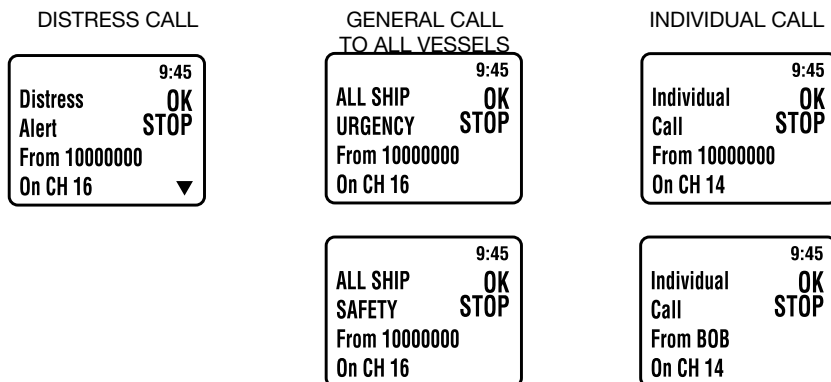 DISTRESS CALL
9:45
Distress OK
Alert STOP
From 10000000
On CH 16 ▼
GENERAL CALL
TO ALL VESSELS
9:45
ALL SHIP OK
URGENCY STOP
From 10000000
On CH 16
9:45
ALL SHIP OK
SAFETY STOP
From 10000000
On CH 16
INDIVIDUAL CALL
9:45
Individual OK
Call STOP
From 10000000
On CH 14
9:45
Individual OK
Call STOP
From BOB
On CH 14